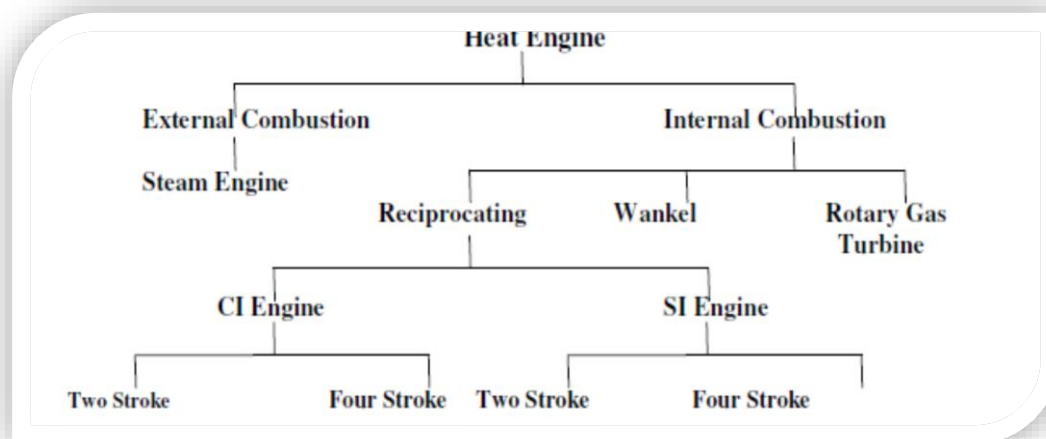 Heat Engine
External Combustion Internal Combustion
Steam Engine
Reciprocating Wankel Rotary Gas
Turbine
CI Engine SI Engine
Two Stroke Four Stroke Two Stroke Four Stroke